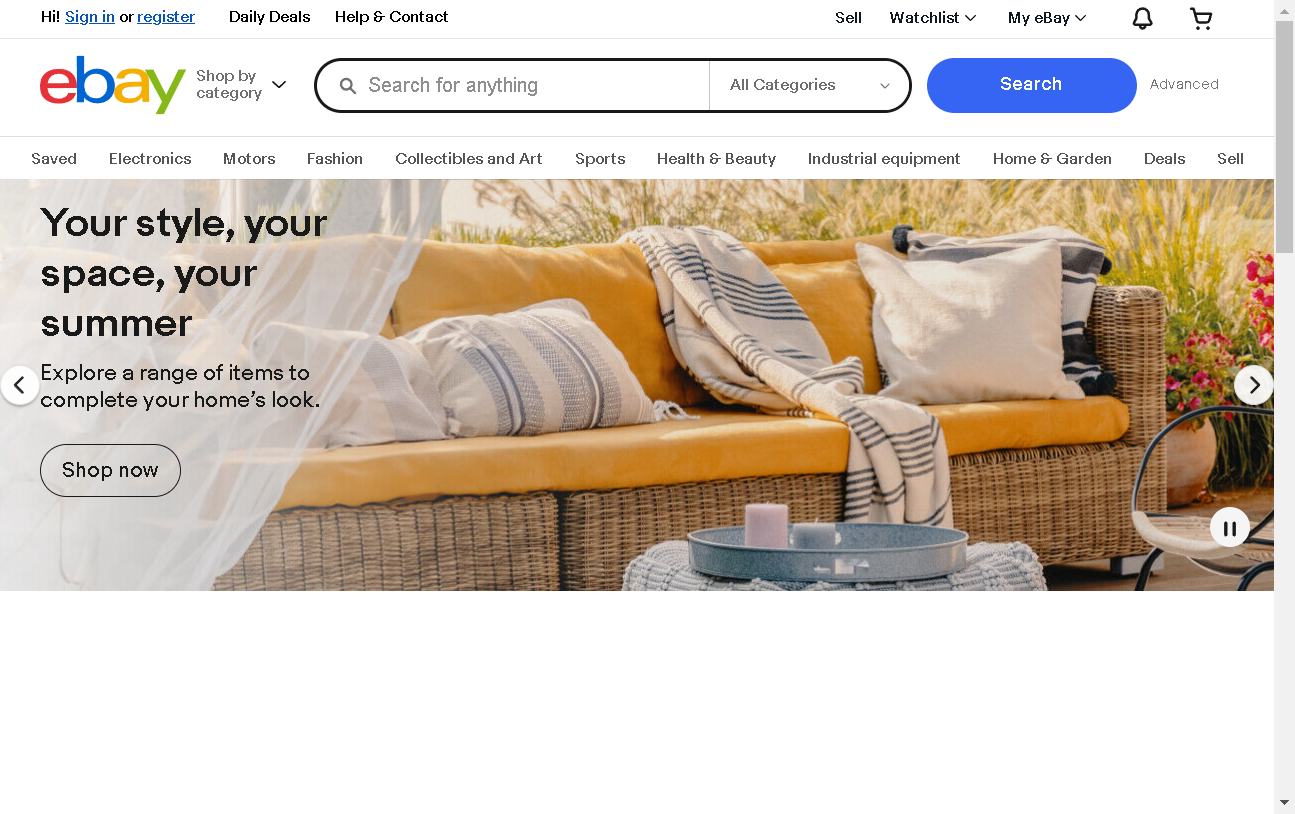 Hi! Sign in or register Daily Deals Help & Contact Sell Watchlist My eBay
ebay
Shop by
category
Search for anything
All Categories
Search
Advanced
Saved Electronics Motors Fashion Collectibles and Art Sports Health & Beauty Industrial equipment Home & Garden Deals Sell
Your style, your
space, your
summer
Explore a range of items to
complete your home's look.
Shop now